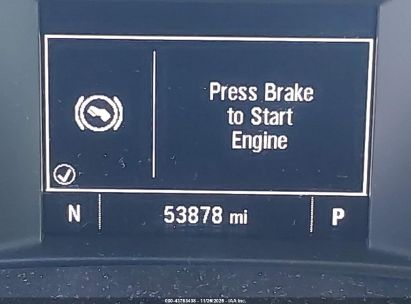 Press Brake
to Start
Engine
N 53878 mi P